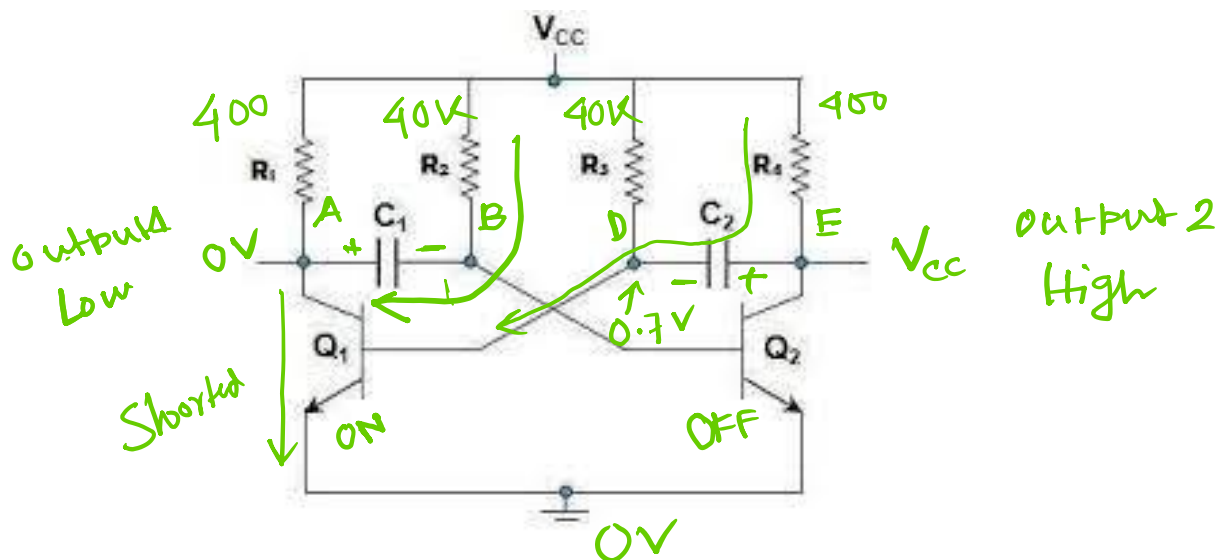 Vcc
400
40K
40K
400
R₁
R₂
R₃
R₄
A
C₁
B
D
C₂
E
+
-
-
+
output1
Low
0V
Vcc
output 2
High
0.7V
Q₁
Q₂
Shorted
ON
OFF
0V